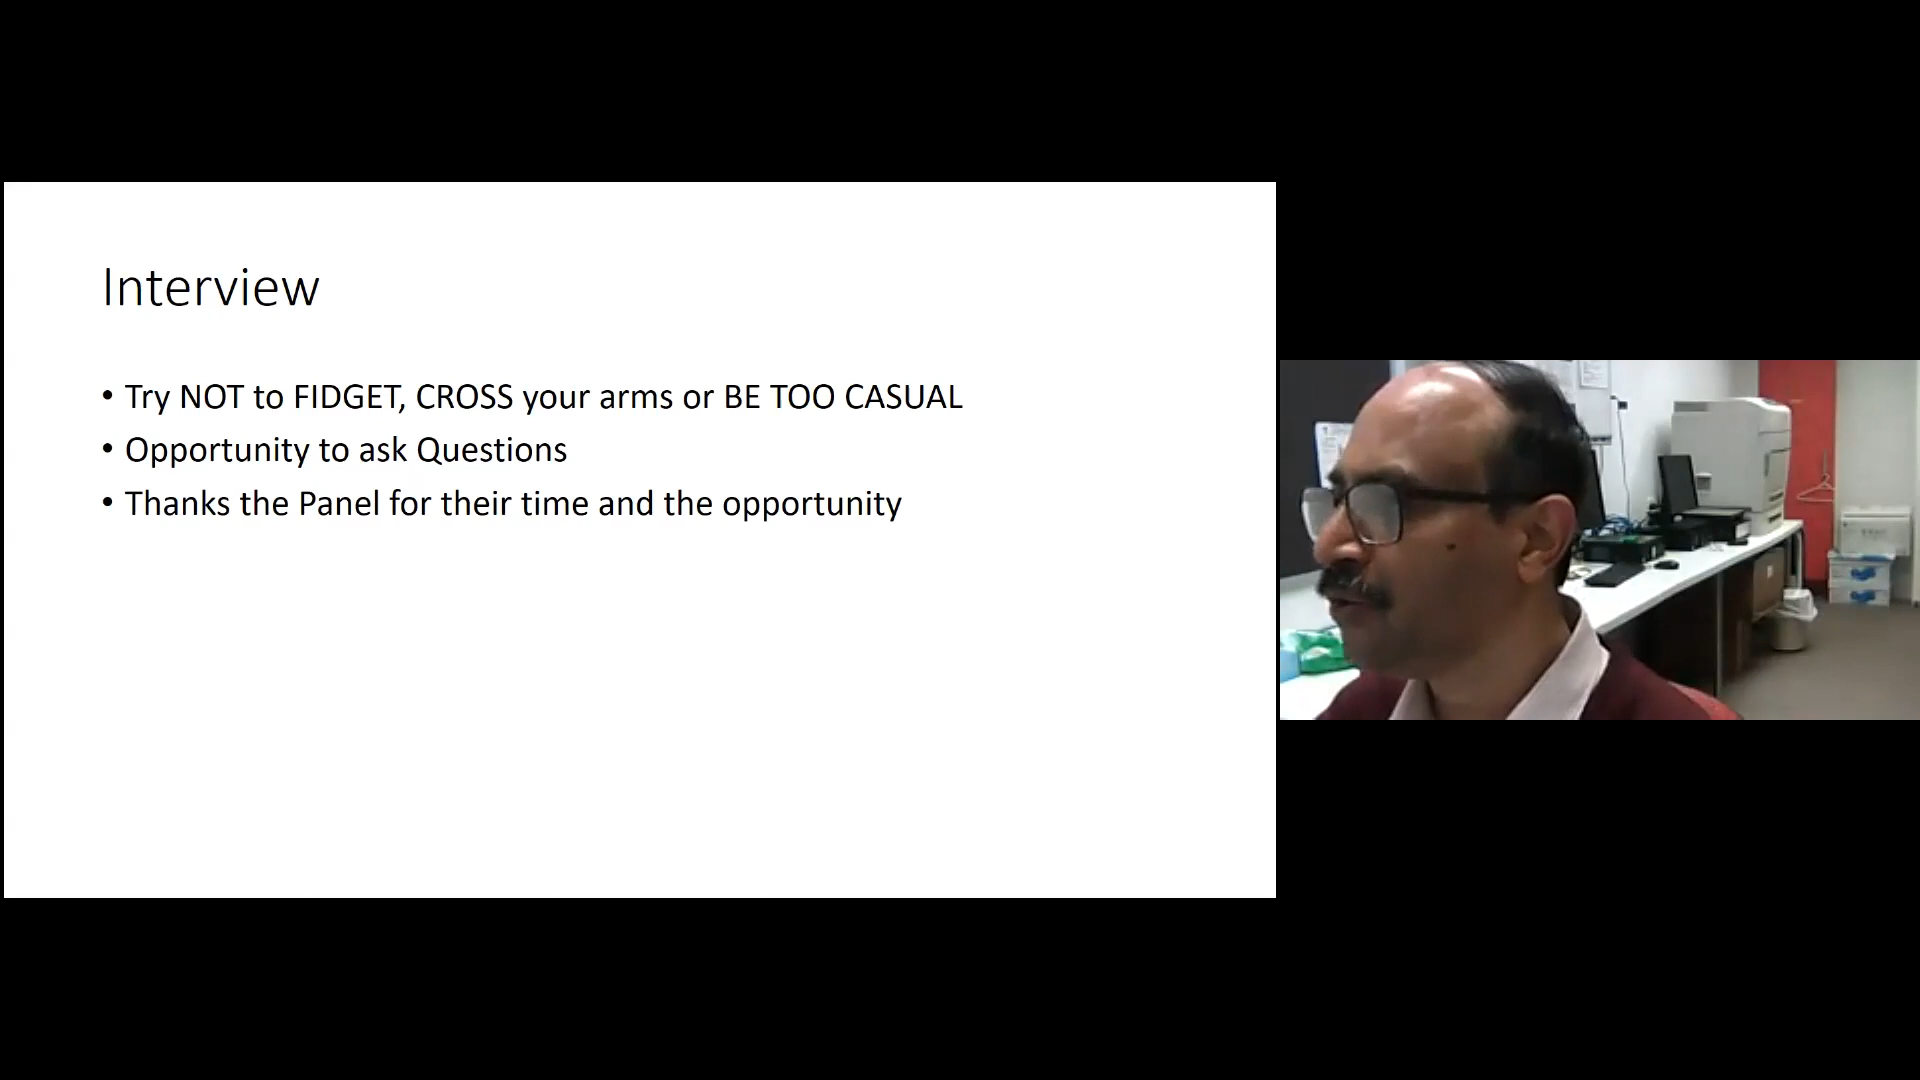 Interview
• Try NOT to FIDGET, CROSS your arms or BE TOO CASUAL
• Opportunity to ask Questions
• Thanks the Panel for their time and the opportunity